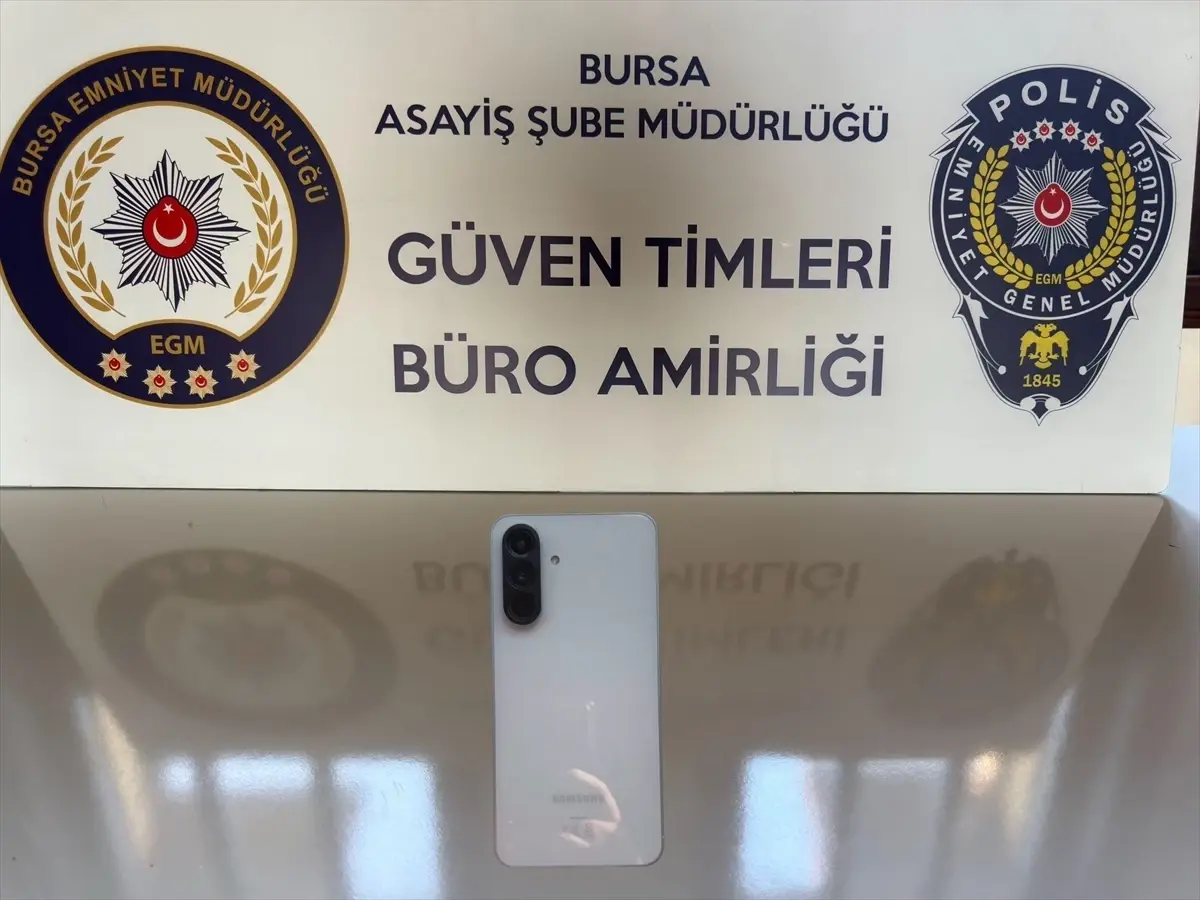 BURSA EMNİYET MÜDÜRLÜĞÜ
EGM
BURSA
ASAYİŞ ŞUBE MÜDÜRLÜĞÜ
GÜVEN TİMLERİ
BÜRO AMİRLİĞİ
POLİS
EMNİYET GENEL MÜDÜRLÜĞÜ
EGM
1845
SAMSUNG